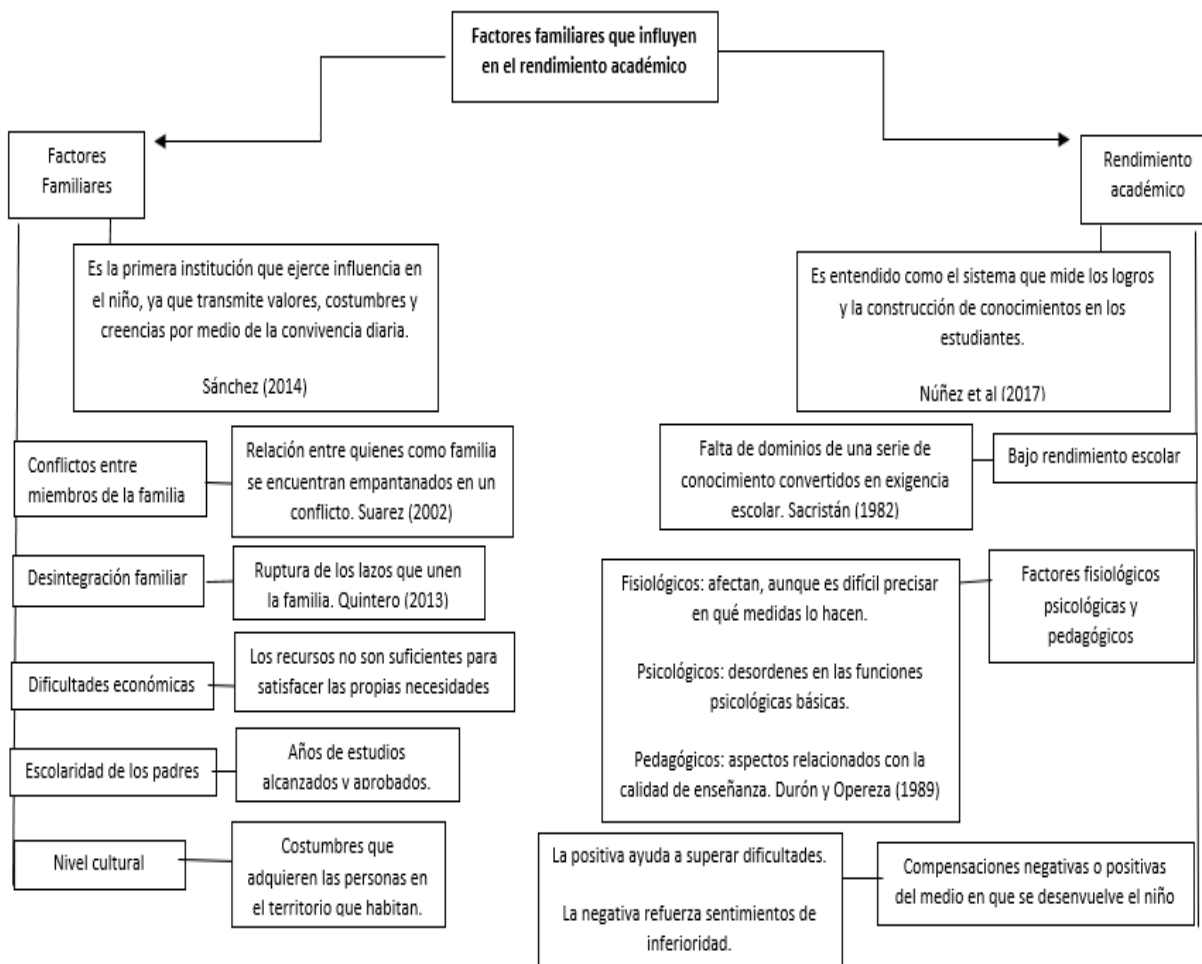 Factores familiares que influyen
en el rendimiento académico
Factores
Familiares
Es la primera institución que ejerce influencia en
el niño, ya que transmite valores, costumbres y
creencias por medio de la convivencia diaria.
Sánchez (2014)
Conflictos entre
miembros de la familia
Relación entre quienes como familia
se encuentran empantanados en un
conflicto. Suarez (2002)
Desintegración familiar
Ruptura de los lazos que unen
la familia. Quintero (2013)
Dificultades económicas
Los recursos no son suficientes para
satisfacer las propias necesidades
Escolaridad de los padres
Años de estudios
alcanzados y aprobados.
Nivel cultural
Costumbres que
adquieren las personas en
el territorio que habitan.
Rendimiento
académico
Es entendido como el sistema que mide los logros
y la construcción de conocimientos en los
estudiantes.
Núñez et al (2017)
Bajo rendimiento escolar
Falta de dominios de una serie de
conocimiento convertidos en exigencia
escolar. Sacristán (1982)
Factores fisiológicos
psicológicas y
pedagógicos
Fisiológicos: afectan, aunque es difícil precisar
en qué medidas lo hacen.
Psicológicos: desordenes en las funciones
psicológicas básicas.
Pedagógicos: aspectos relacionados con la
calidad de enseñanza. Durón y Opereza (1989)
Compensaciones negativas o positivas
del medio en que se desenvuelve el niño
La positiva ayuda a superar dificultades.
La negativa refuerza sentimientos de
inferioridad.